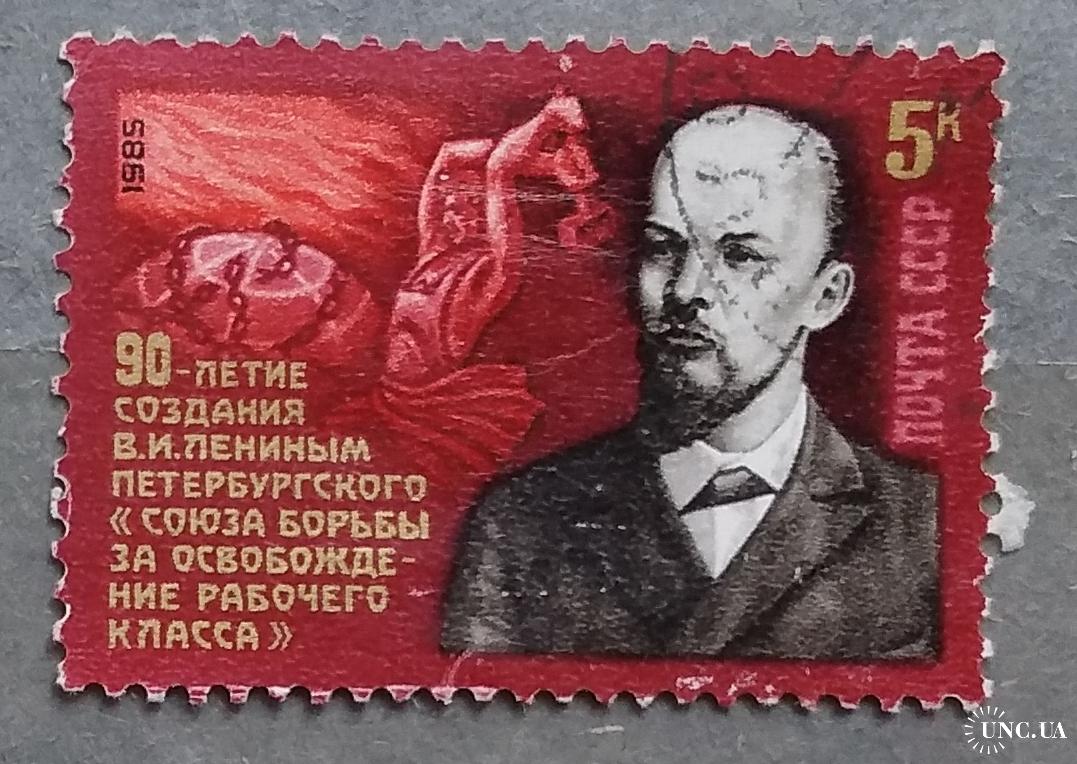 1985
5к
ПОЧТА СССР
90-ЛЕТИЕ
СОЗДАНИЯ
В.И.ЛЕНИНЫМ
ПЕТЕРБУРГСКОГО
«СОЮЗА БОРЬБЫ
ЗА ОСВОБОЖДЕ-
НИЕ РАБОЧЕГО
КЛАССА»
UNC.UA